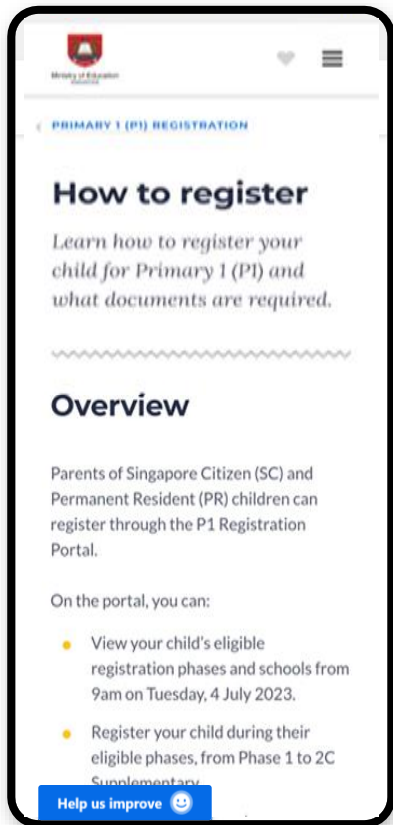 Ministry of Education
SINGAPORE
PRIMARY 1 (P1) REGISTRATION
How to register
Learn how to register your
child for Primary 1 (P1) and
what documents are required.
Overview
Parents of Singapore Citizen (SC) and
Permanent Resident (PR) children can
register through the P1 Registration
Portal.
On the portal, you can:
View your child's eligible
registration phases and schools from
9am on Tuesday, 4 July 2023.
Register your child during their
eligible phases, from Phase 1 to 2C
Supplementary
Help us improve